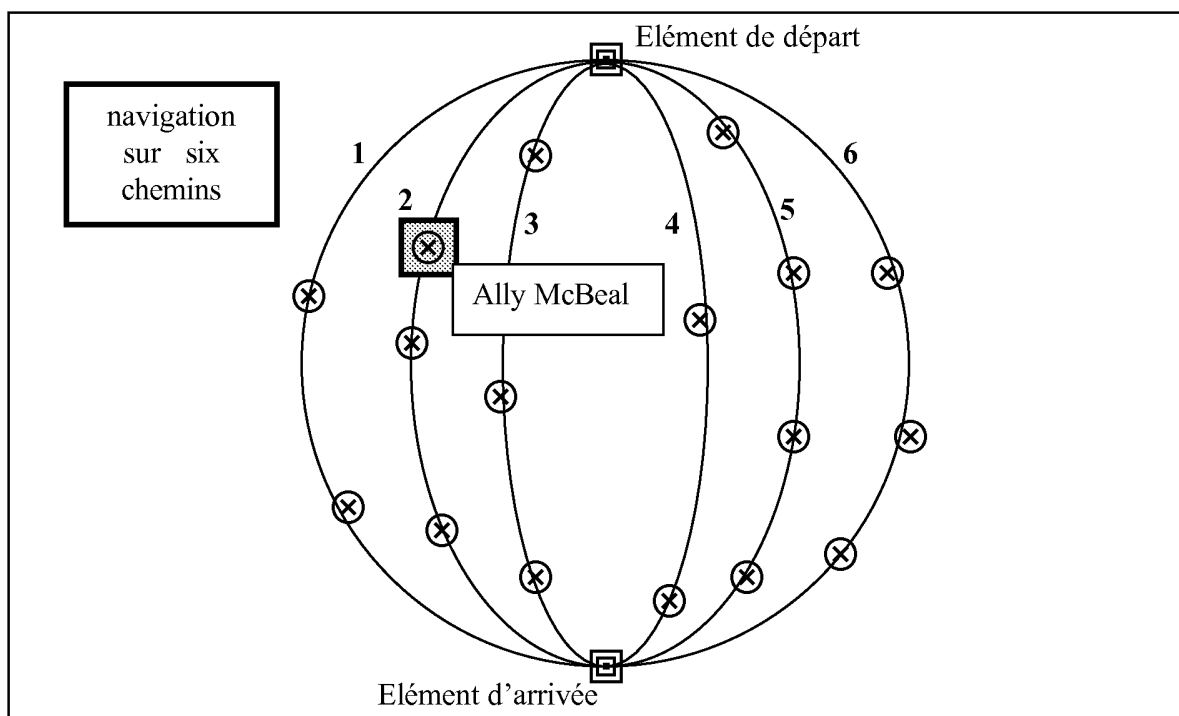 Elément de départ
navigation
sur six
chemins
1
6
2
3
4
5
Ally McBeal
Elément d'arrivée